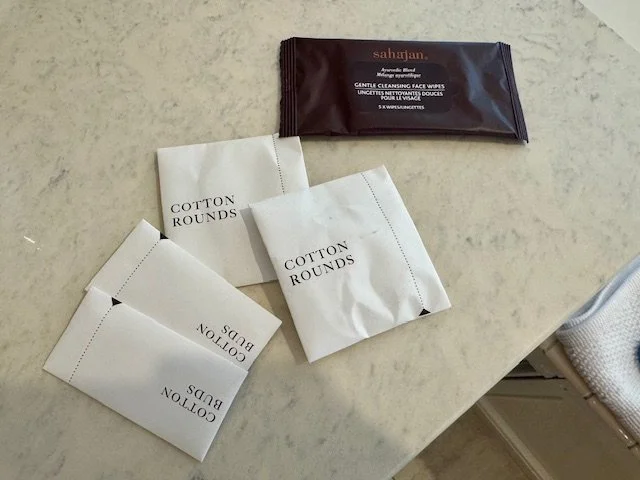 sahajan.
Ayurvedic Blend
Mélange ayurvédique
GENTLE CLEANSING FACE WIPES
LINGETTES NETTOYANTES DOUCES
POUR LE VISAGE
5 X WIPES/LINGETTES
COTTON
ROUNDS
COTTON
ROUNDS
COTTON
BUDS
COTTON
BUDS